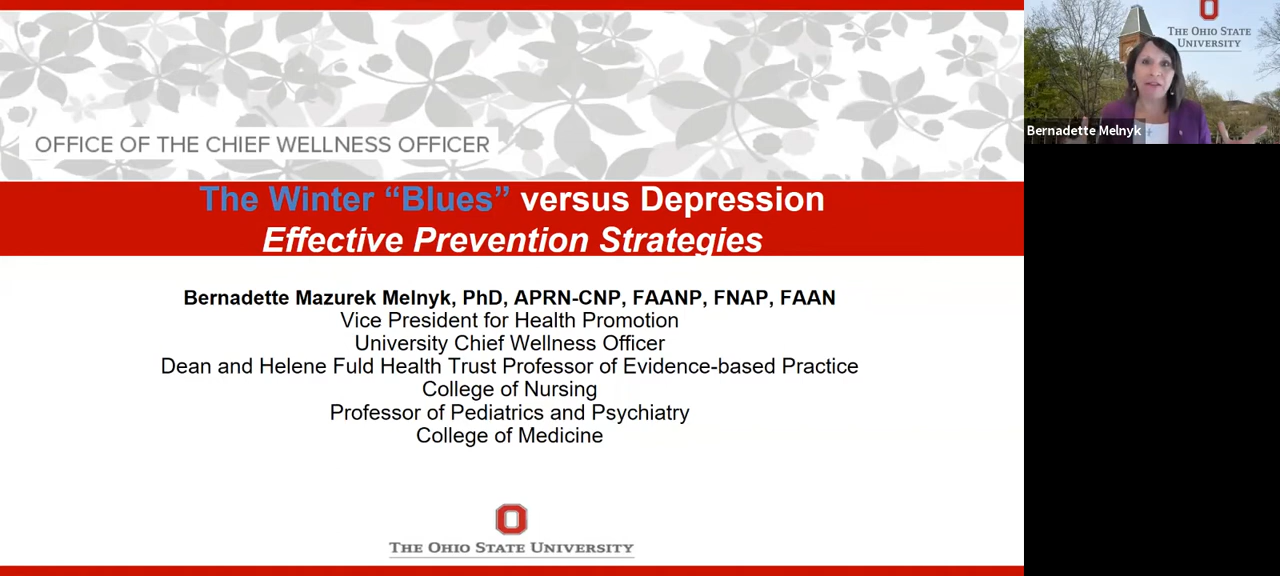 OFFICE OF THE CHIEF WELLNESS OFFICER
The Winter “Blues” versus Depression
Effective Prevention Strategies
Bernadette Mazurek Melnyk, PhD, APRN-CNP, FAANP, FNAP, FAAN
Vice President for Health Promotion
University Chief Wellness Officer
Dean and Helene Fuld Health Trust Professor of Evidence-based Practice
College of Nursing
Professor of Pediatrics and Psychiatry
College of Medicine
THE OHIO STATE UNIVERSITY
THE OHIO STATE
UNIVERSITY
Bernadette Melnyk